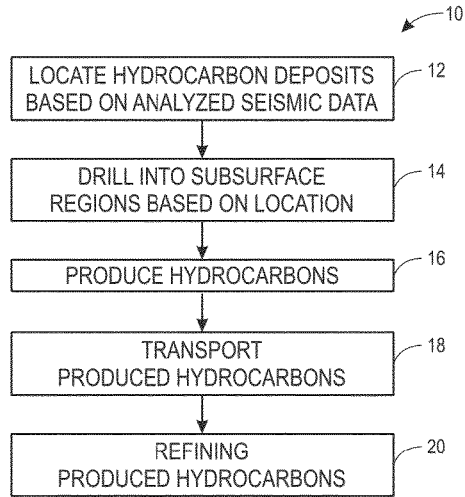 10
LOCATE HYDROCARBON DEPOSITS
BASED ON ANALYZED SEISMIC DATA
12
DRILL INTO SUBSURFACE
REGIONS BASED ON LOCATION
14
PRODUCE HYDROCARBONS
16
TRANSPORT
PRODUCED HYDROCARBONS
18
REFINING
PRODUCED HYDROCARBONS
20